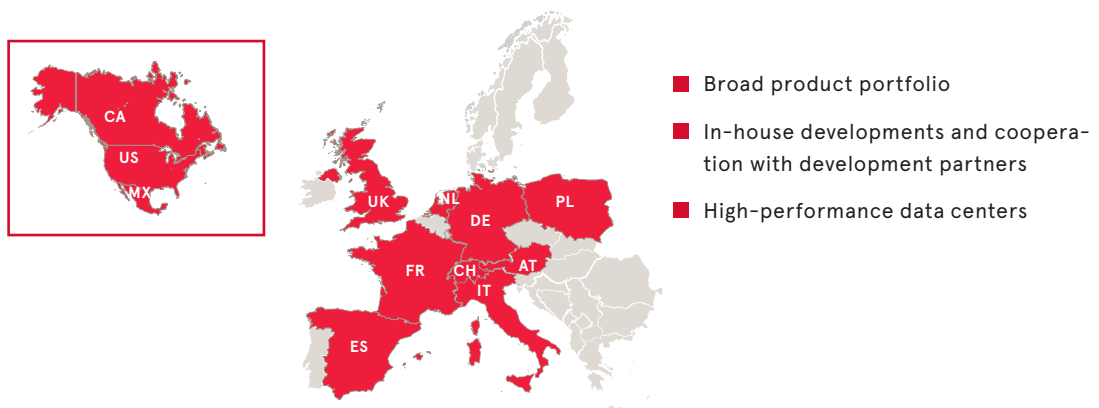 CA
US
MX
UK
NL
DE
PL
FR
CH
AT
IT
ES
Broad product portfolio
In-house developments and coopera-
tion with development partners
High-performance data centers